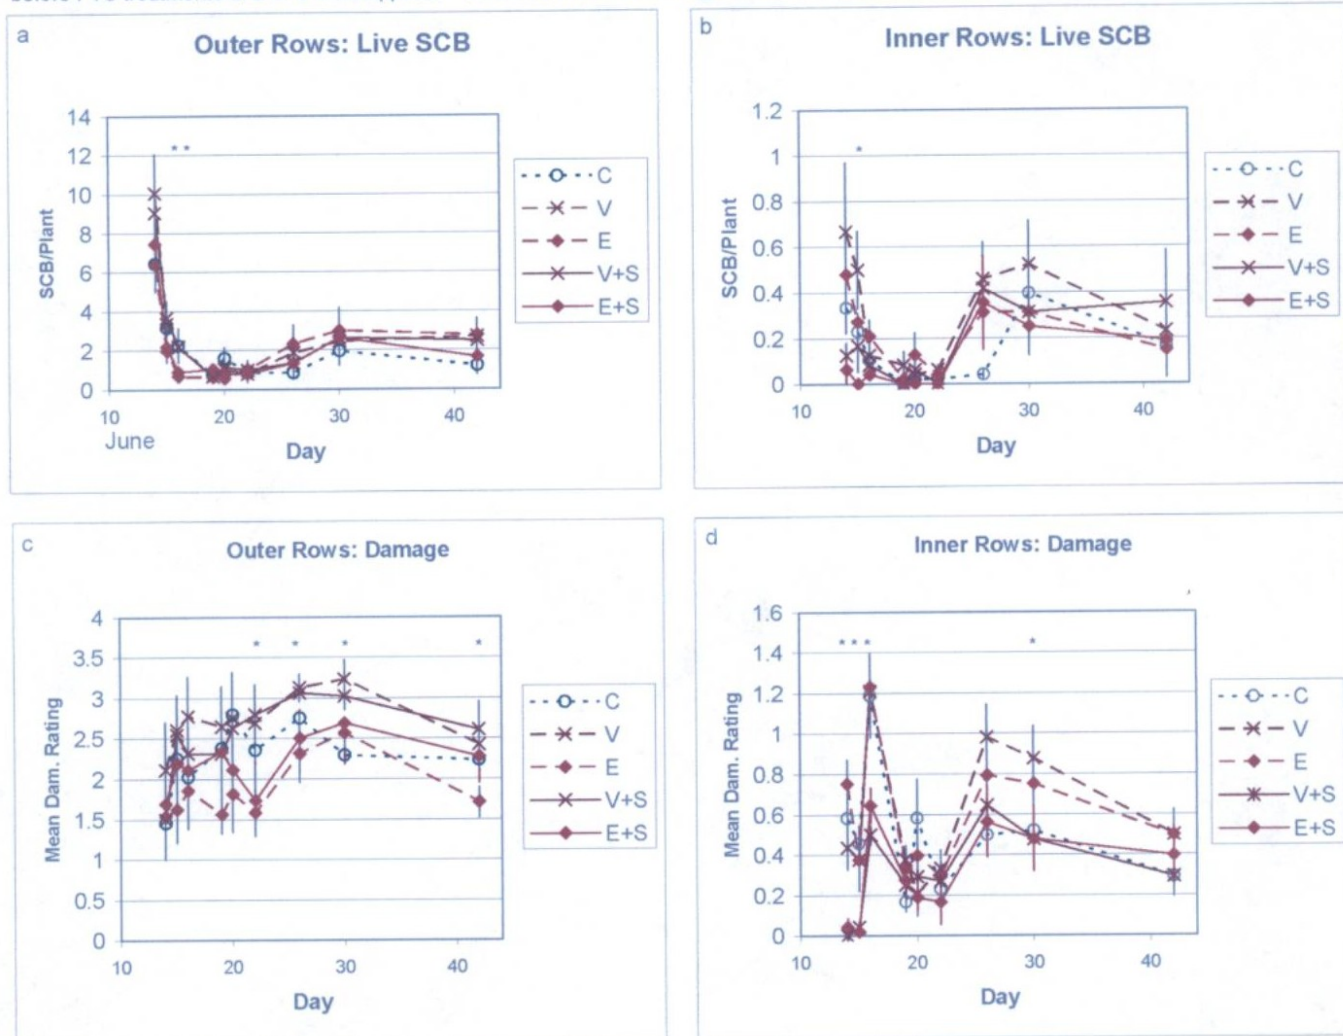 a
Outer Rows: Live SCB
14
12
10
8
6
4
2
0
* *
SCB/Plant
10 20 30 40
June
Day
C
V
E
V+S
E+S
b
Inner Rows: Live SCB
1.2
1
0.8
0.6
0.4
0.2
0
*
SCB/Plant
10 20 30 40
Day
C
V
E
V+S
E+S
c
Outer Rows: Damage
4
3.5
3
2.5
2
1.5
1
0.5
0
* * * *
Mean Dam. Rating
10 20 30 40
Day
C
V
E
V+S
E+S
d
Inner Rows: Damage
1.6
1.4
1.2
1
0.8
0.6
0.4
0.2
0
* * * *
Mean Dam. Rating
10 20 30 40
Day
C
V
E
V+S
E+S